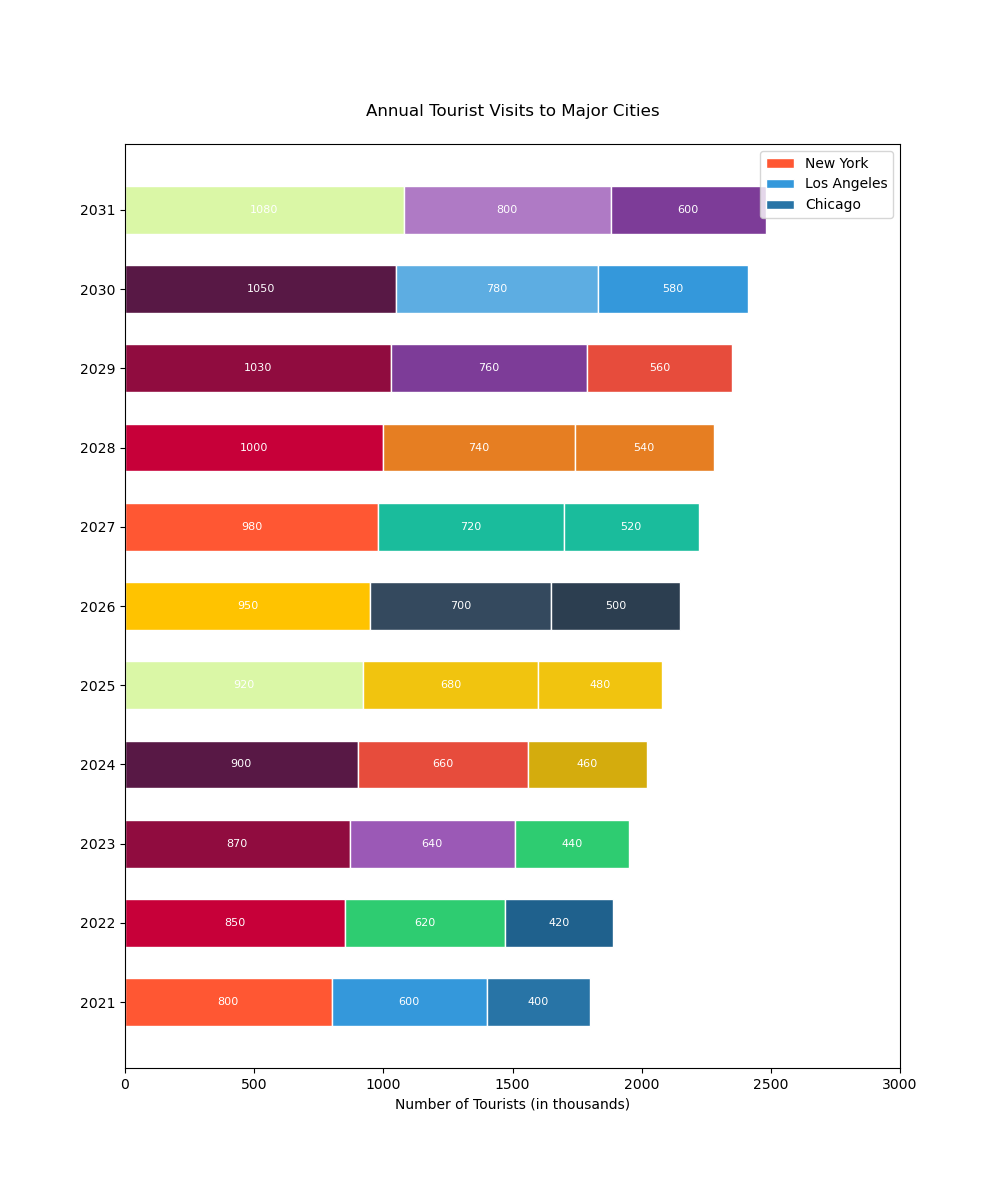 Annual Tourist Visits to Major Cities
New York
Los Angeles
Chicago
2031 1080 800 600
2030 1050 780 580
2029 1030 760 560
2028 1000 740 540
2027 980 720 520
2026 950 700 500
2025 920 680 480
2024 900 660 460
2023 870 640 440
2022 850 620 420
2021 800 600 400
0 500 1000 1500 2000 2500 3000
Number of Tourists (in thousands)